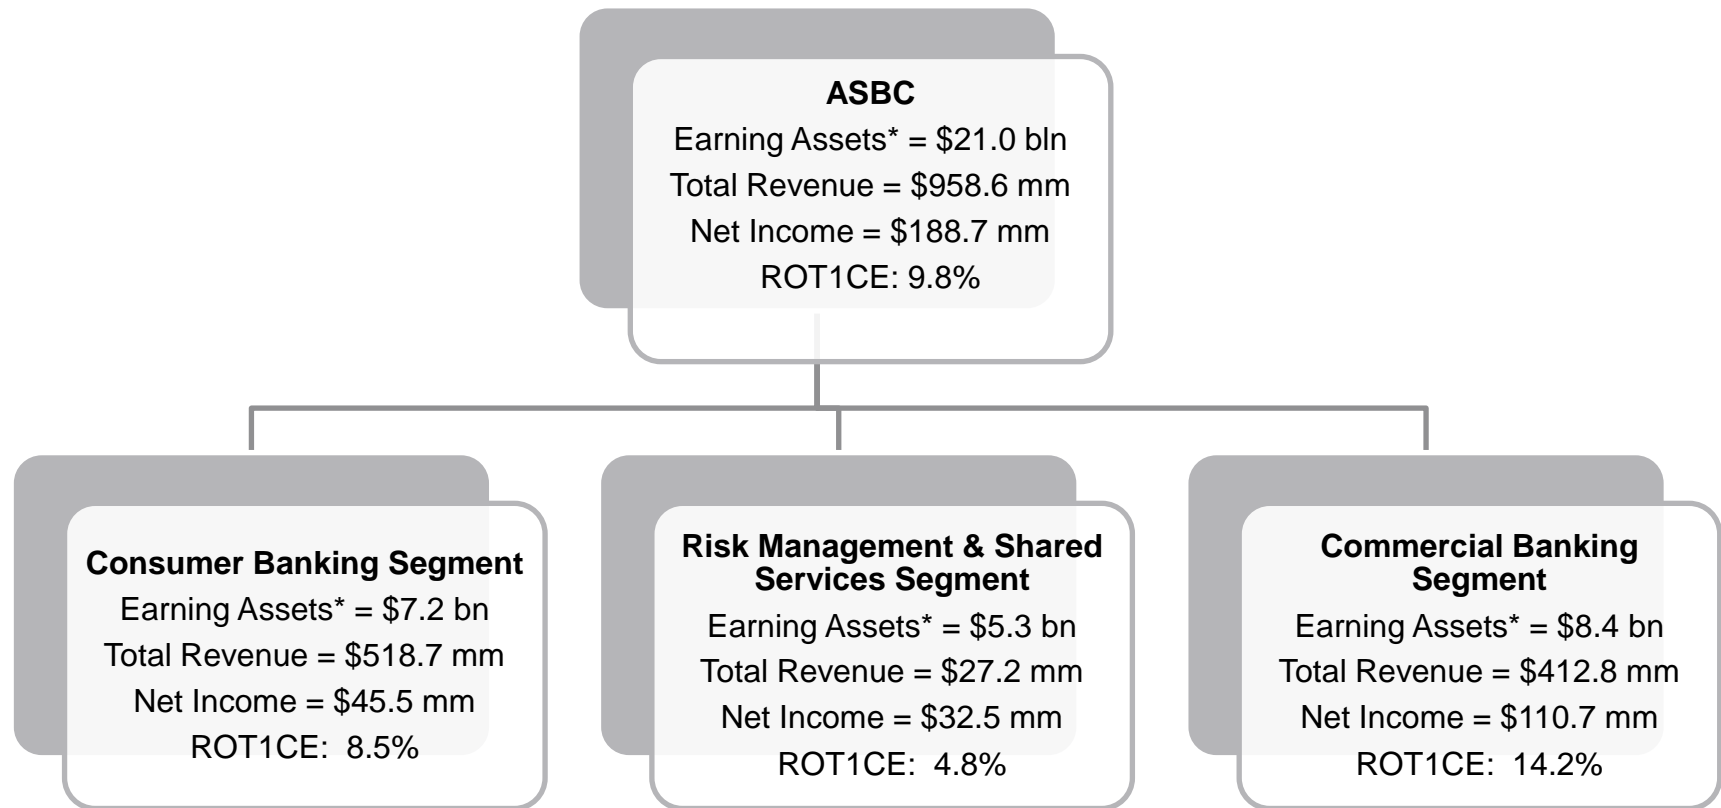 ASBC
Earning Assets* = $21.0 bln
Total Revenue = $958.6 mm
Net Income = $188.7 mm
ROT1CE: 9.8%
Consumer Banking Segment
Earning Assets* = $7.2 bn
Total Revenue = $518.7 mm
Net Income = $45.5 mm
ROT1CE:  8.5%
Risk Management & Shared
Services Segment
Earning Assets* = $5.3 bn
Total Revenue = $27.2 mm
Net Income = $32.5 mm
ROT1CE:  4.8%
Commercial Banking
Segment
Earning Assets* = $8.4 bn
Total Revenue = $412.8 mm
Net Income = $110.7 mm
ROT1CE:  14.2%